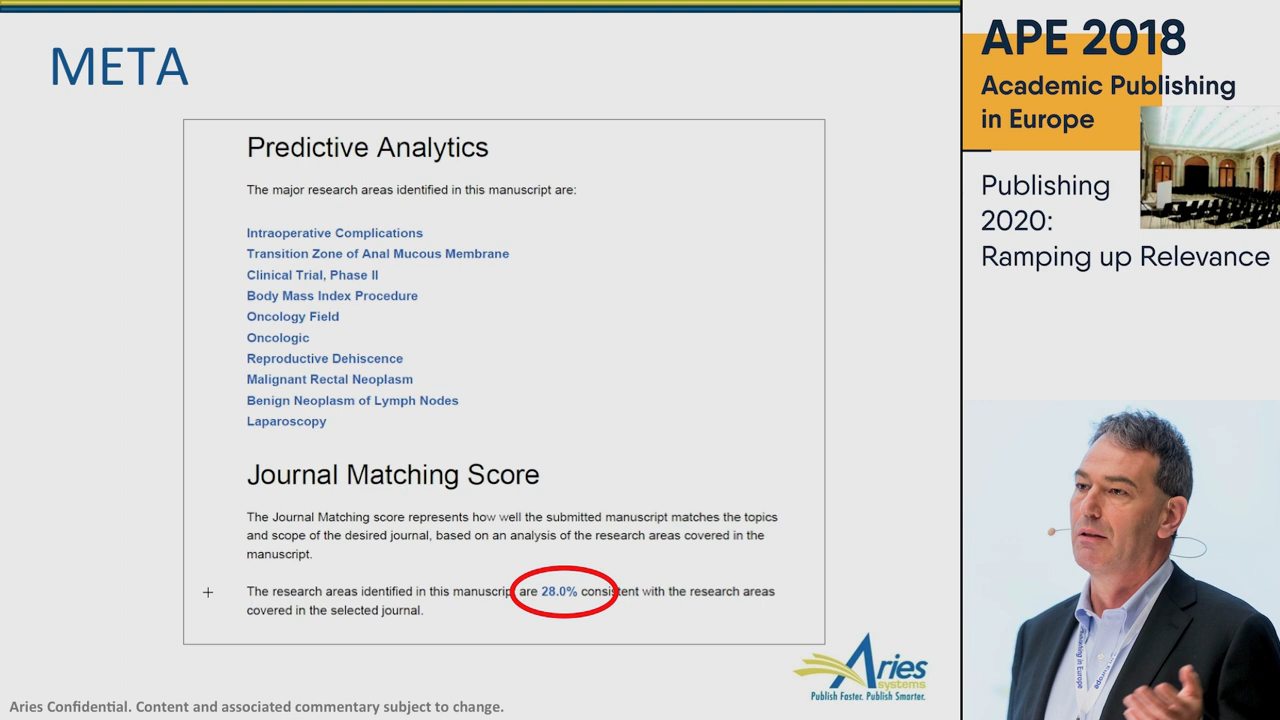 META
Predictive Analytics
The major research areas identified in this manuscript are:
Intraoperative Complications
Transition Zone of Anal Mucous Membrane
Clinical Trial, Phase II
Body Mass Index Procedure
Oncology Field
Oncologic
Reproductive Dehiscence
Malignant Rectal Neoplasm
Benign Neoplasm of Lymph Nodes
Laparoscopy
Journal Matching Score
The Journal Matching score represents how well the submitted manuscript matches the topics
and scope of the desired journal, based on an analysis of the research areas covered in the
manuscript.
The research areas identified in this manuscript are 28.0% consistent with the research areas
covered in the selected journal.
Aries
systems
Publish Faster. Publish Smarter.
Aries Confidential. Content and associated commentary subject to change.
APE 2018
Academic Publishing
in Europe
Publishing
2020:
Ramping up Relevance
Publishing in Europe
in Europe